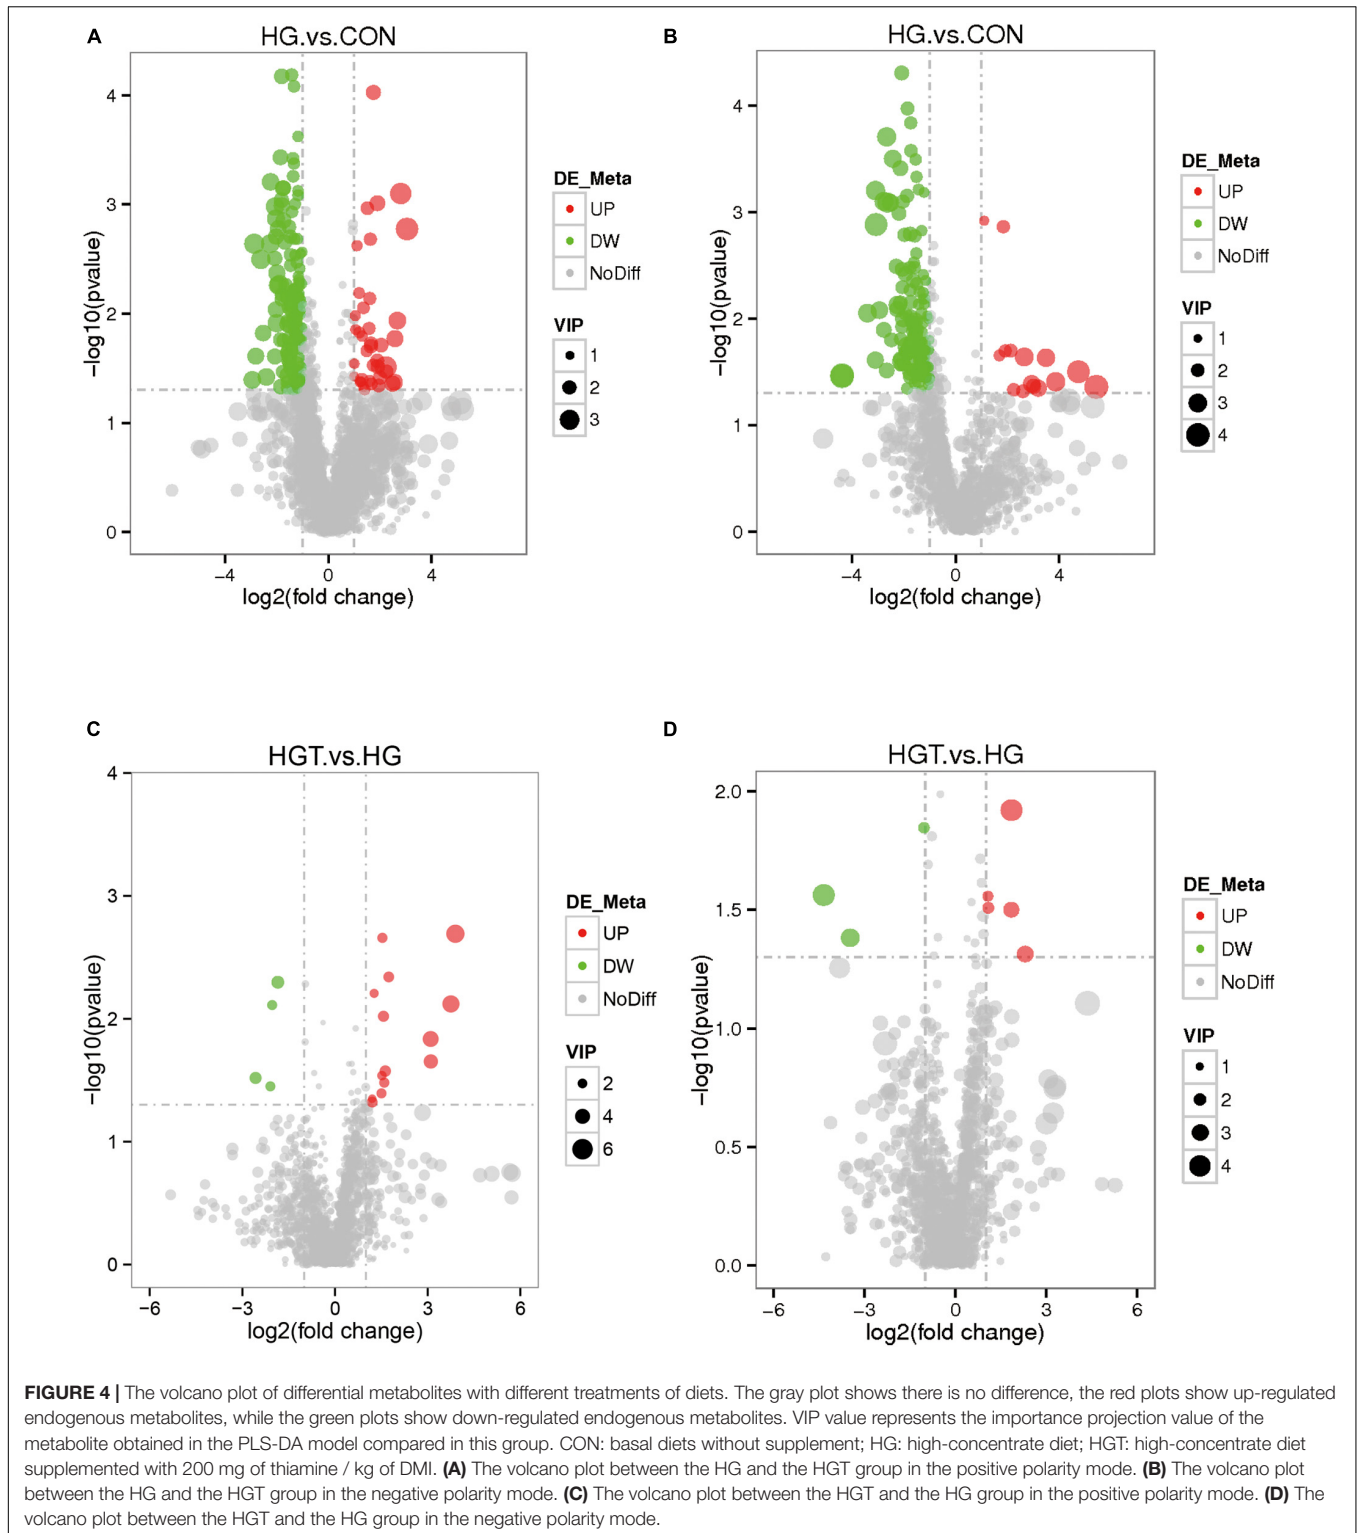 A
HG.vs.CON
4
3
2
1
0
−log10(pvalue)
−4
0
4
log2(fold change)
DE_Meta
UP
DW
NoDiff
VIP
1
2
3
B
HG.vs.CON
4
3
2
1
0
−log10(pvalue)
−4
0
4
log2(fold change)
DE_Meta
UP
DW
NoDiff
VIP
1
2
3
4
C
HGT.vs.HG
4
3
2
1
0
−log10(pvalue)
−6
−3
0
3
6
log2(fold change)
DE_Meta
UP
DW
NoDiff
VIP
2
4
6
D
HGT.vs.HG
2.0
1.5
1.0
0.5
0.0
−log10(pvalue)
−6
−3
0
3
6
log2(fold change)
DE_Meta
UP
DW
NoDiff
VIP
1
2
3
4
FIGURE 4 | The volcano plot of differential metabolites with different treatments of diets. The gray plot shows there is no difference, the red plots show up-regulated
endogenous metabolites, while the green plots show down-regulated endogenous metabolites. VIP value represents the importance projection value of the
metabolite obtained in the PLS-DA model compared in this group. CON: basal diets without supplement; HG: high-concentrate diet; HGT: high-concentrate diet
supplemented with 200 mg of thiamine / kg of DMI. (A) The volcano plot between the HG and the HGT group in the positive polarity mode. (B) The volcano plot
between the HG and the HGT group in the negative polarity mode. (C) The volcano plot between the HGT and the HG group in the positive polarity mode. (D) The
volcano plot between the HGT and the HG group in the negative polarity mode.